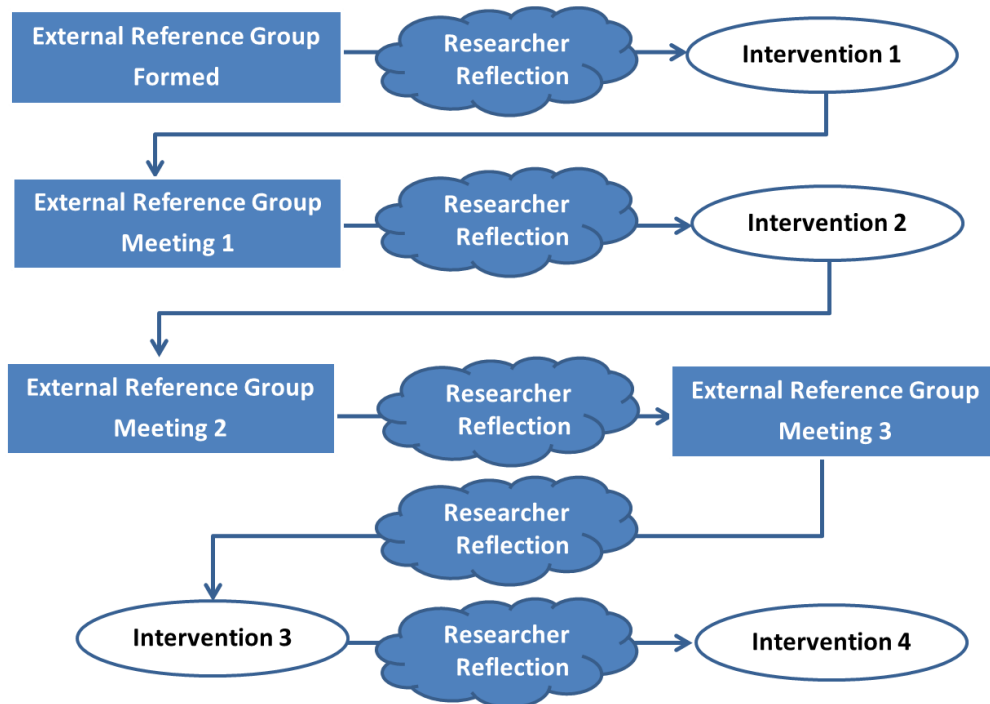 External Reference Group
Formed
Researcher
Reflection
Intervention 1
External Reference Group
Meeting 1
Researcher
Reflection
Intervention 2
External Reference Group
Meeting 2
Researcher
Reflection
External Reference Group
Meeting 3
Researcher
Reflection
Intervention 3
Researcher
Reflection
Intervention 4